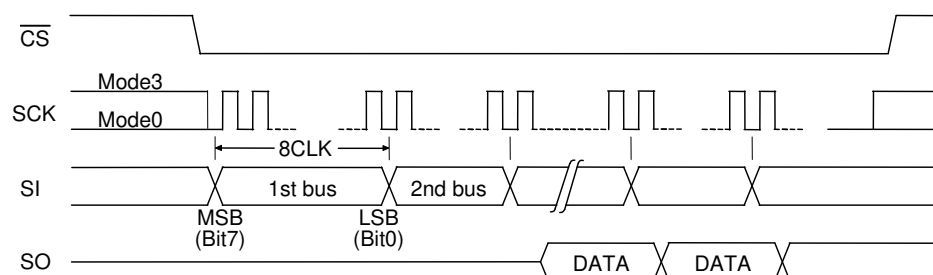 CS
Mode3
SCK
Mode0
8CLK
SI
1st bus
2nd bus
MSB
(Bit7)
LSB
(Bit0)
SO
DATA
DATA